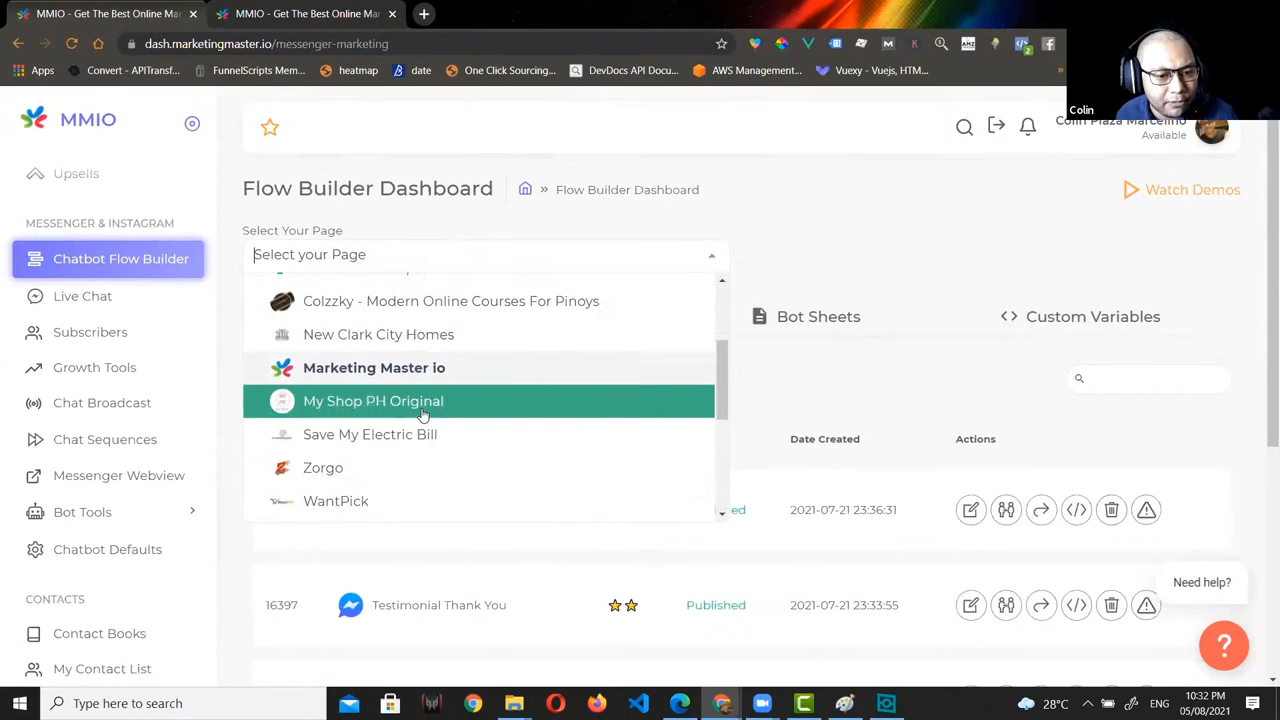 MMIO - Get The Online Mar
MMIO - Get The Online Mar
dash.marketingmaster.io/messenger-marketing
Apps
Convert - APITransf...
FunnelScripts Mem...
heatmap
date
One Click Sourcing...
DevDocs API Docu...
AWS Management...
Vuexy - Vuejs, HTM...
»
Colin
MMIO
Colin Plaza Marcelino
Available
Upsells
MESSENGER & INSTAGRAM
Chatbot Flow Builder
Live Chat
Subscribers
Growth Tools
Chat Broadcast
Chat Sequences
Messenger Webview
Bot Tools
Chatbot Defaults
CONTACTS
Contact Books
My Contact List
Flow Builder Dashboard
» Flow Builder Dashboard
Watch Demos
Select Your Page
Select your Page
Colzzky - Modern Online Courses For Pinoys
New Clark City Homes
Marketing Master io
My Shop PH Original
Save My Electric Bill
Zorgo
WantPick
Bot Sheets
Custom Variables
Date Created
Actions
2021-07-21 23:36:31
16397
Testimonial Thank You
Published
2021-07-21 23:33:55
Need help?
?
Type here to search
28°C
ENG
10:32 PM
05/08/2021